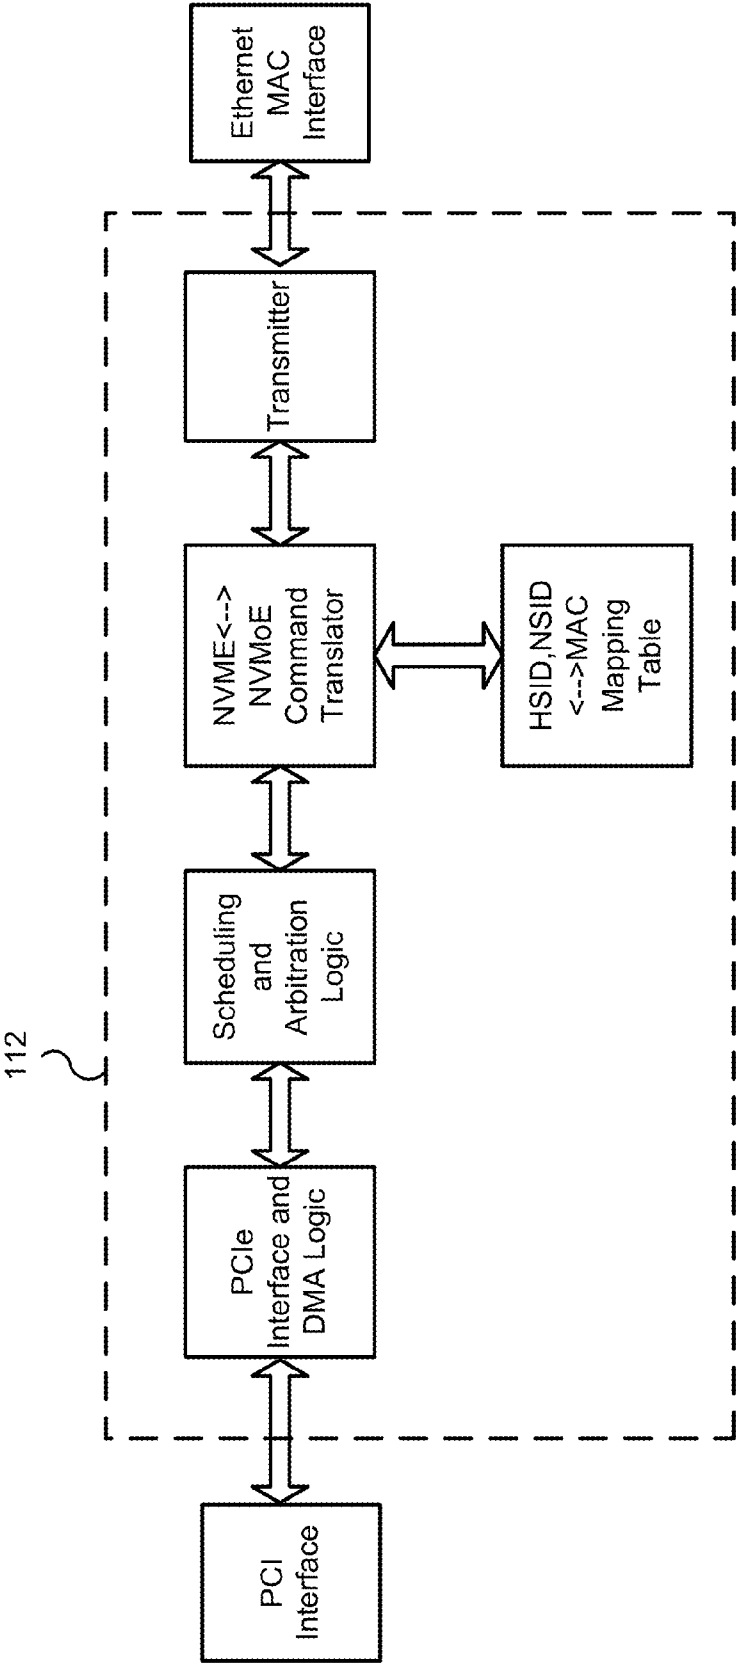 112
PCI
Interface
PCIe
Interface and
DMA Logic
Scheduling
and
Arbitration
Logic
NVME<-->
NVMoE
Command
Translator
Transmitter
Ethernet
MAC
Interface
HSID,NSID
<-->MAC
Mapping
Table